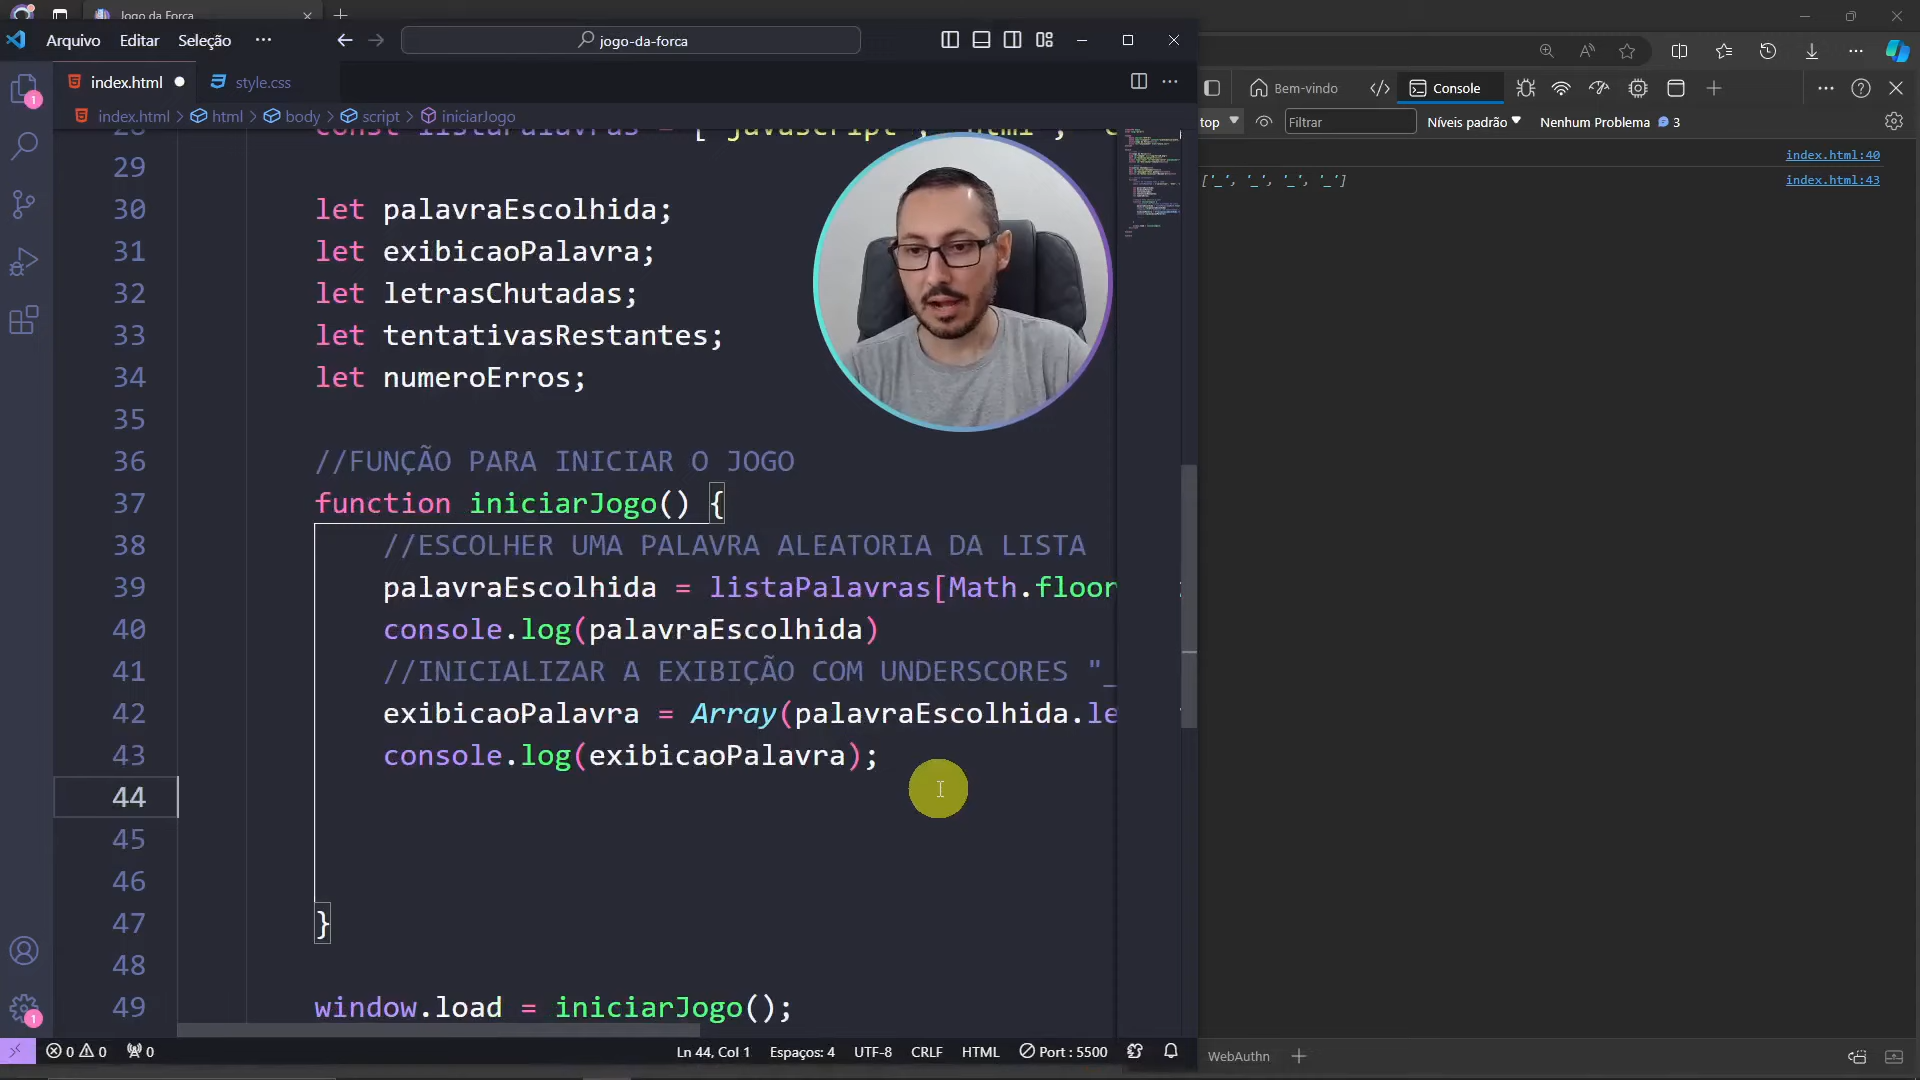 Jogo da Forca
Arquivo Editar Seleção ··· jogo-da-forca
index.html style.css
index.html > html > body > script > iniciarJogo
29
30 let palavraEscolhida;
31 let exibicaoPalavra;
32 let letrasChutadas;
33 let tentativasRestantes;
34 let numeroErros;
35
36 //FUNÇÃO PARA INICIAR O JOGO
37 function iniciarJogo() {
38 //ESCOLHER UMA PALAVRA ALEATORIA DA LISTA
39 palavraEscolhida = listaPalavras[Math.floor
40 console.log(palavraEscolhida)
41 //INICIALIZAR A EXIBIÇÃO COM UNDERSCORES "_
42 exibicaoPalavra = Array(palavraEscolhida.le
43 console.log(exibicaoPalavra);
44
45
46
47 }
48
49 window.load = iniciarJogo();
1
1
0 0 0 Ln 44, Col 1 Espaços: 4 UTF-8 CRLF HTML Port : 5500
Bem-vindo Console
top Filtrar Níveis padrão Nenhum Problema 3
index.html:40
['_', '_', '_', '_'] index.html:43
WebAuthn